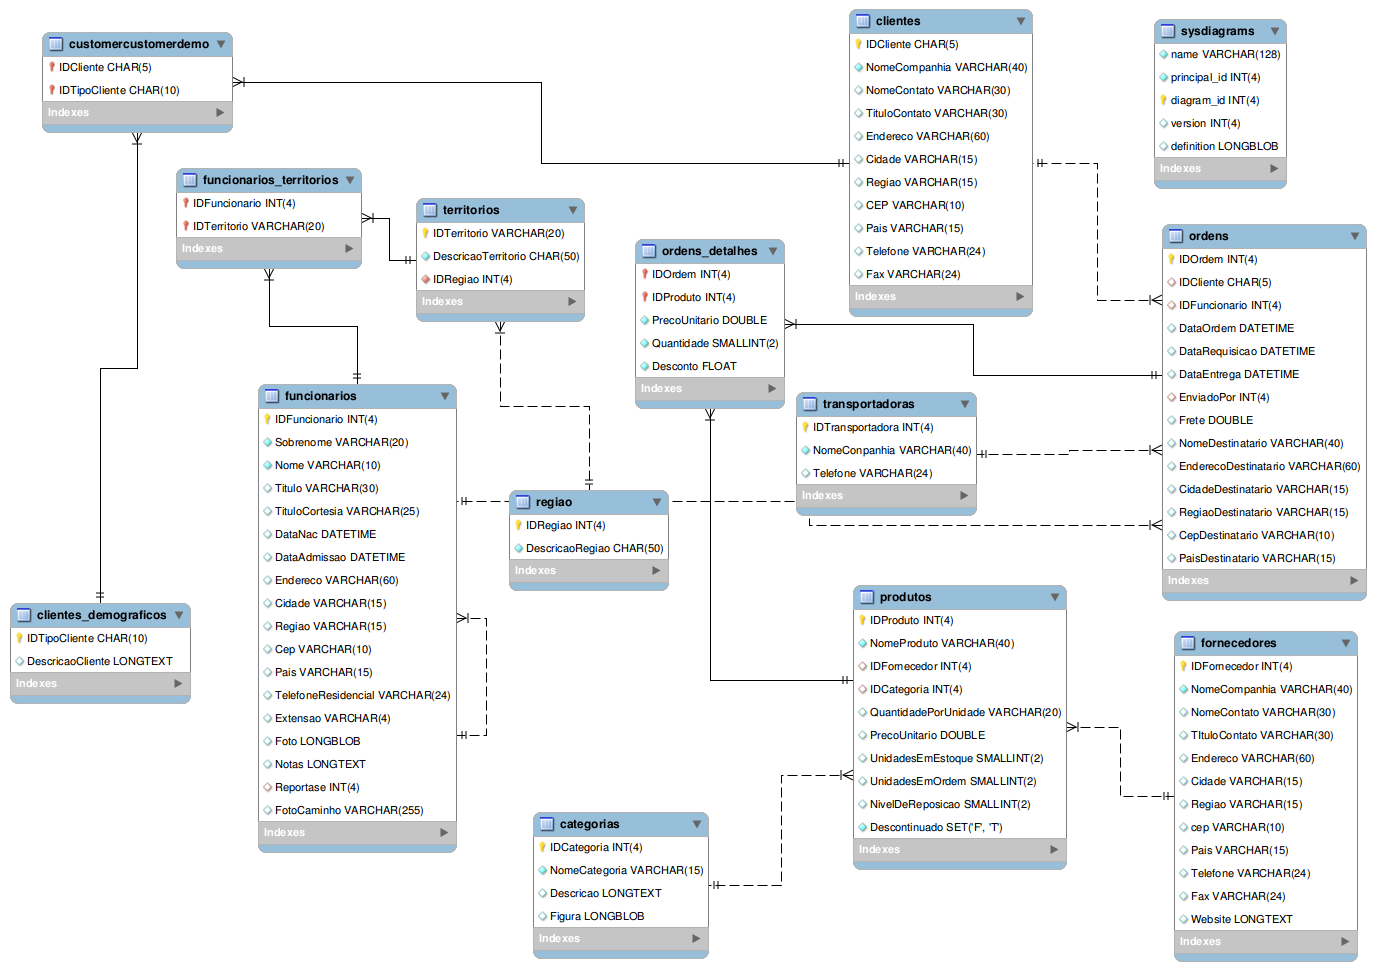 customercustomerdemo
IDCliente CHAR(5)
IDTipoCliente CHAR(10)
Indexes
clientes
IDCliente CHAR(5)
NomeCompanhia VARCHAR(40)
NomeContato VARCHAR(30)
TituloContato VARCHAR(30)
Endereco VARCHAR(60)
Cidade VARCHAR(15)
Regiao VARCHAR(15)
CEP VARCHAR(10)
Pais VARCHAR(15)
Telefone VARCHAR(24)
Fax VARCHAR(24)
Indexes
sysdiagrams
name VARCHAR(128)
principal_id INT(4)
diagram_id INT(4)
version INT(4)
definition LONGBLOB
Indexes
funcionarios_territorios
IDFuncionario INT(4)
IDTerritorio VARCHAR(20)
Indexes
territorios
IDTerritorio VARCHAR(20)
DescricaoTerritorio CHAR(50)
IDRegiao INT(4)
Indexes
ordens_detalhes
IDOrdem INT(4)
IDProduto INT(4)
PrecoUnitario DOUBLE
Quantidade SMALLINT(2)
Desconto FLOAT
Indexes
ordens
IDOrdem INT(4)
IDCliente CHAR(5)
IDFuncionario INT(4)
DataOrdem DATETIME
DataRequisicao DATETIME
DataEntrega DATETIME
EnviadoPor INT(4)
Frete DOUBLE
NomeDestinatario VARCHAR(40)
EnderecoDestinatario VARCHAR(60)
CidadeDestinatario VARCHAR(15)
RegiaoDestinatario VARCHAR(15)
CepDestinatario VARCHAR(10)
PaisDestinatario VARCHAR(15)
Indexes
funcionarios
IDFuncionario INT(4)
Sobrenome VARCHAR(20)
Nome VARCHAR(10)
Titulo VARCHAR(30)
TituloCortesia VARCHAR(25)
DataNac DATETIME
DataAdmissao DATETIME
Endereco VARCHAR(60)
Cidade VARCHAR(15)
Regiao VARCHAR(15)
Cep VARCHAR(10)
Pais VARCHAR(15)
TelefoneResidencial VARCHAR(24)
Extensao VARCHAR(4)
Foto LONGBLOB
Notas LONGTEXT
Reportase INT(4)
FotoCaminho VARCHAR(255)
Indexes
transportadoras
IDTransportadora INT(4)
NomeConpanhia VARCHAR(40)
Telefone VARCHAR(24)
Indexes
regiao
IDRegiao INT(4)
DescricaoRegiao CHAR(50)
Indexes
clientes_demograficos
IDTipoCliente CHAR(10)
DescricaoCliente LONGTEXT
Indexes
produtos
IDProduto INT(4)
NomeProduto VARCHAR(40)
IDFornecedor INT(4)
IDCategoria INT(4)
QuantidadePorUnidade VARCHAR(20)
PrecoUnitario DOUBLE
UnidadesEmEstoque SMALLINT(2)
UnidadesEmOrdem SMALLINT(2)
NivelDeReposicao SMALLINT(2)
Descontinuado SET('F', 'T')
Indexes
fornecedores
IDFornecedor INT(4)
NomeCompanhia VARCHAR(40)
NomeContato VARCHAR(30)
TItuloContato VARCHAR(30)
Endereco VARCHAR(60)
Cidade VARCHAR(15)
Regiao VARCHAR(15)
cep VARCHAR(10)
Pais VARCHAR(15)
Telefone VARCHAR(24)
Fax VARCHAR(24)
Website LONGTEXT
Indexes
categorias
IDCategoria INT(4)
NomeCategoria VARCHAR(15)
Descricao LONGTEXT
Figura LONGBLOB
Indexes